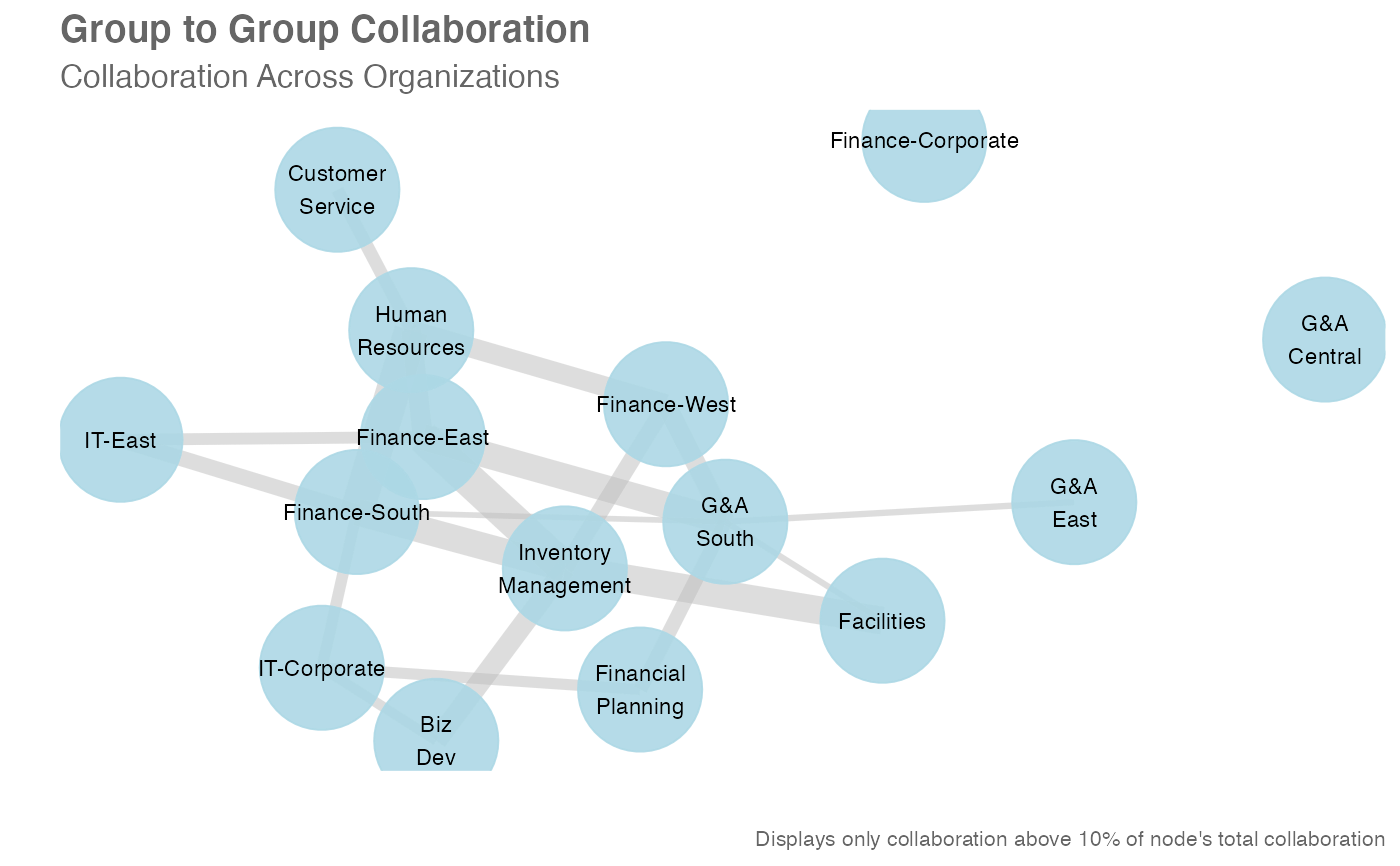 Group to Group Collaboration
Collaboration Across Organizations
Finance-Corporate
Customer
Service
Human
Resources
G&A
Central
Finance-West
IT-East
Finance-East
G&A
East
G&A
South
Finance-South
Inventory
Management
Facilities
IT-Corporate
Financial
Planning
Biz
Dev
Displays only collaboration above 10% of node's total collaboration